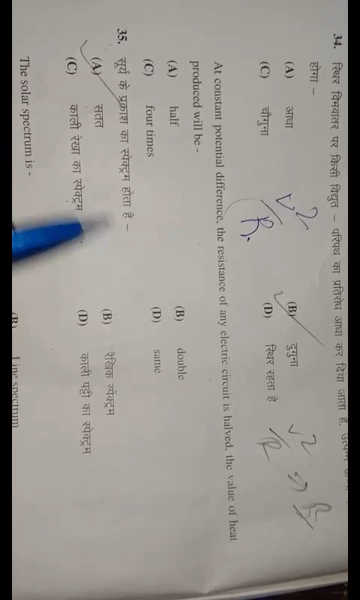 34. स्थिर विभवान्तर पर किसी विद्युत - परिपथ का प्रतिरोध आधा कर दिया जाता है,
होगा -
(A) आधा (B) दुगुना
(C) चौगुना (D) स्थिर रहता है
At constant potential difference, the resistance of any electric circuit is halved, the value of heat
produced will be -
(A) half (B) double
(C) four times (D) same
35. सूर्य के प्रकाश का स्पेक्ट्रम होता है -
(A) सतत (B) रैखिक स्पेक्ट्रम
(C) काली रेखा का स्पेक्ट्रम (D) काली पट्टी का स्पेक्ट्रम
The solar spectrum is -
(B) Line spectrum